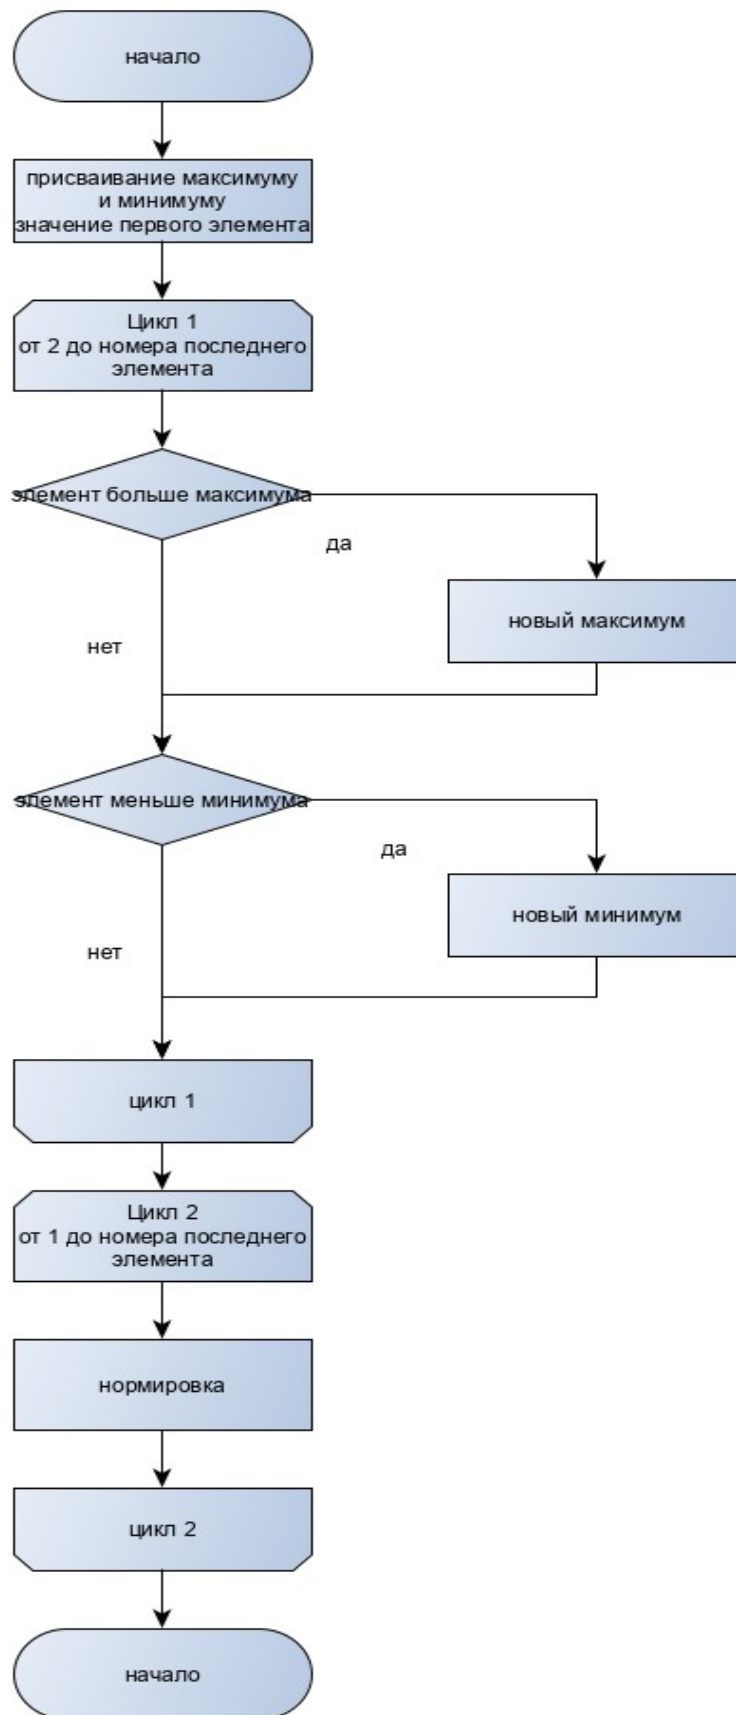 начало
присваивание максимуму
и минимуму
значение первого элемента
Цикл 1
от 2 до номера последнего
элемента
элемент больше максимума
да
новый максимум
нет
элемент меньше минимума
да
новый минимум
нет
цикл 1
Цикл 2
от 1 до номера последнего
элемента
нормировка
цикл 2
начало